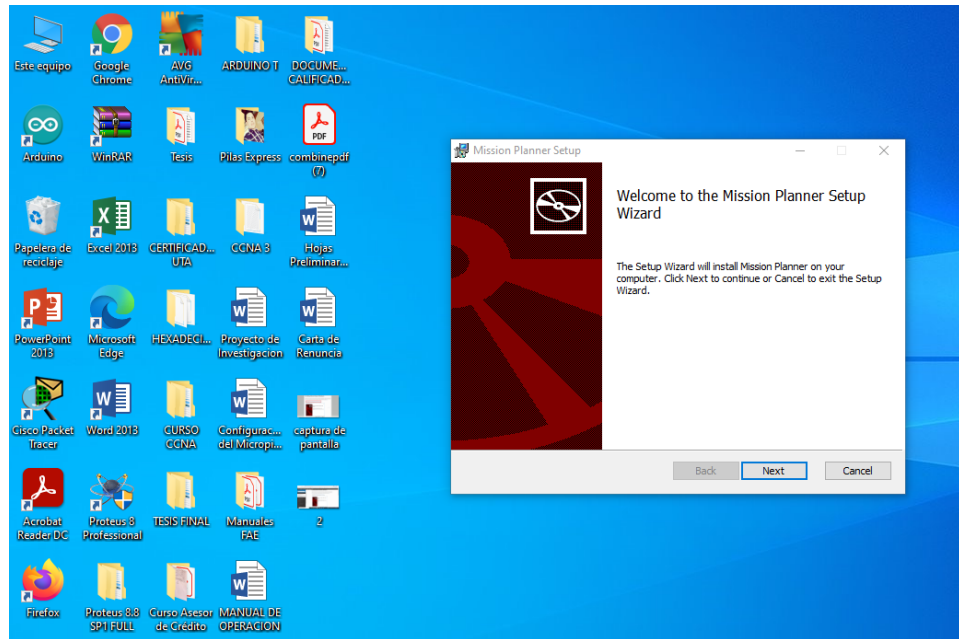 Este equipo
Google
Chrome
AVG
AntiVir...
ARDUINO T
DOCUME...
CALIFICAD...
Arduino
WinRAR
Tesis
Pilas Express
PDF
combinepdf
(7)
Papelera de
reciclaje
Excel 2013
CERTIFICAD...
UTA
CCNA 3
Hojas
Preliminar...
PowerPoint
2013
Microsoft
Edge
HEXADECI...
Proyecto de
Investigacion
Carta de
Renuncia
Cisco Packet
Tracer
Word 2013
CURSO
CCNA
Configurac...
del Micropi...
captura de
pantalla
Acrobat
Reader DC
Proteus 8
Professional
TESIS FINAL
Manuales
FAE
2
Firefox
Proteus 8.8
SP1 FULL
Curso Asesor
de Credito
MANUAL DE
OPERACION
Mission Planner Setup
Welcome to the Mission Planner Setup
Wizard
The Setup Wizard will install Mission Planner on your
computer. Click Next to continue or Cancel to exit the Setup
Wizard.
Back
Next
Cancel